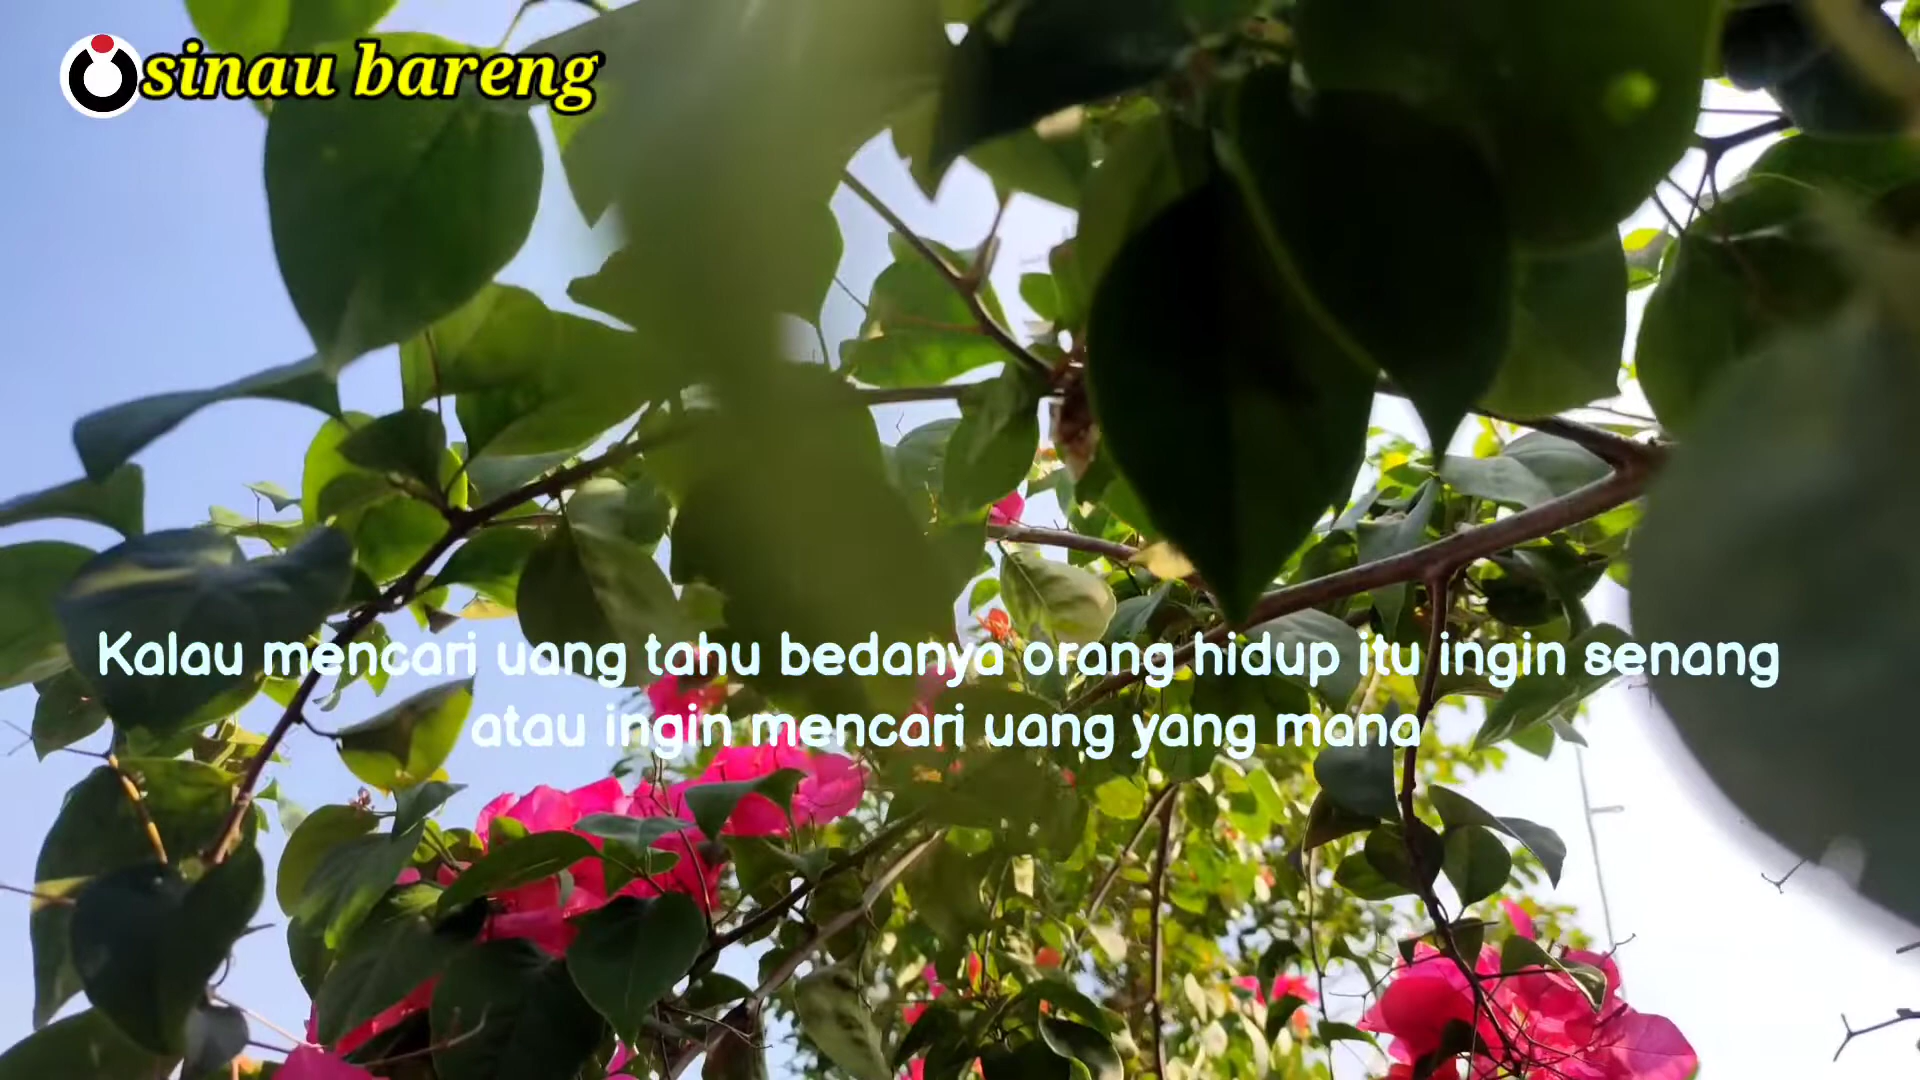 sinau bareng
Kalau mencari uang tahu bedanya orang hidup itu ingin senang
atau ingin mencari uang yang mana